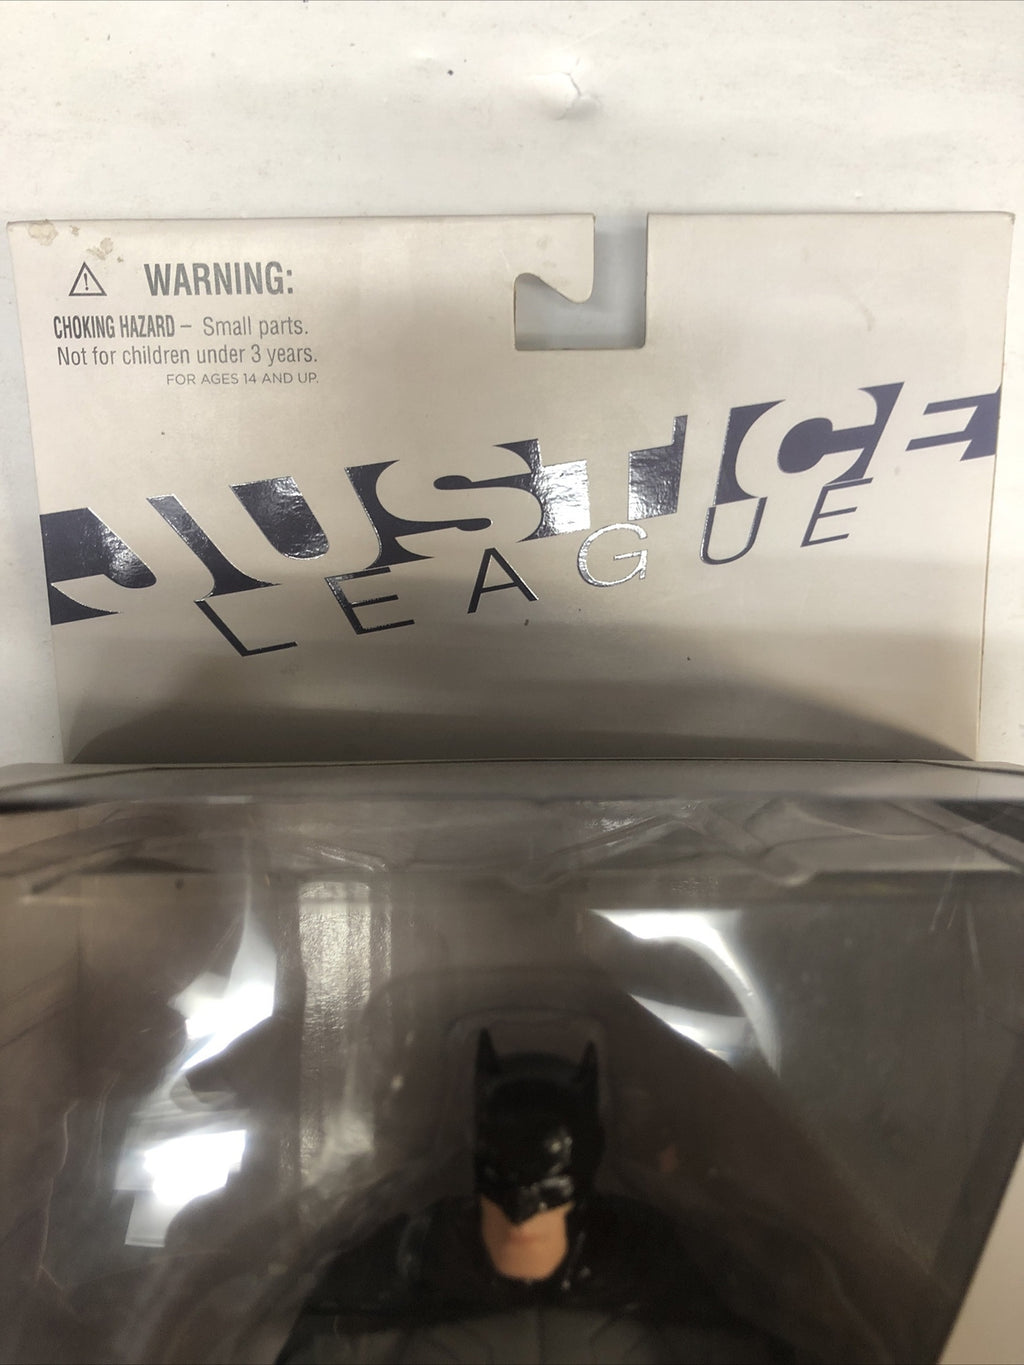 WARNING:
CHOKING HAZARD – Small parts.
Not for children under 3 years.
FOR AGES 14 AND UP.
JUSTICE
LEAGUE